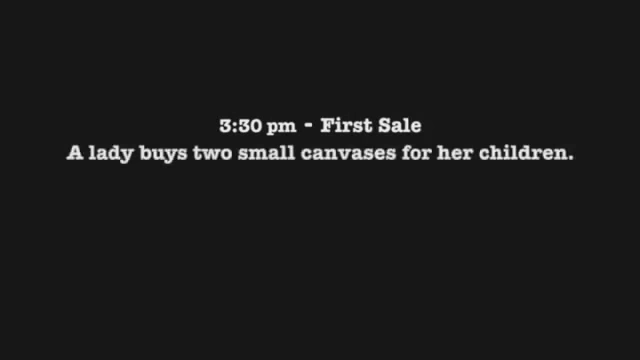 3:30 pm - First Sale
A lady buys two small canvases for her children.